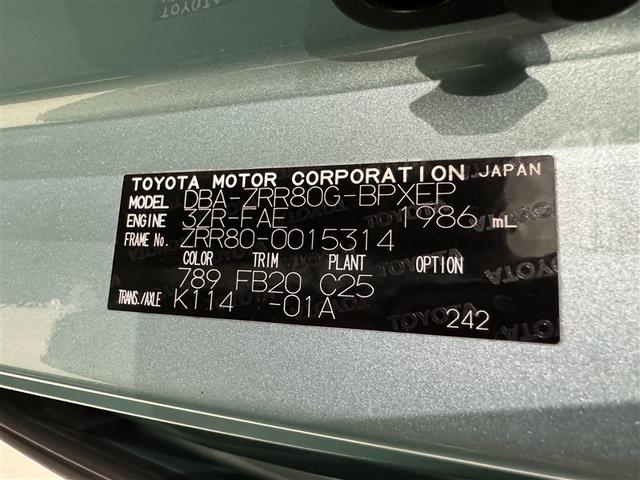 TOYOTA MOTOR CORPORATION JAPAN
MODEL DBA-ZRR80G-BPXEP
ENGINE 3ZR-FAE 1986 mL
FRAME No. ZRR80-0015314
COLOR TRIM PLANT OPTION
789 FB20 C25
TRANS./AXLE K114 -01A
242